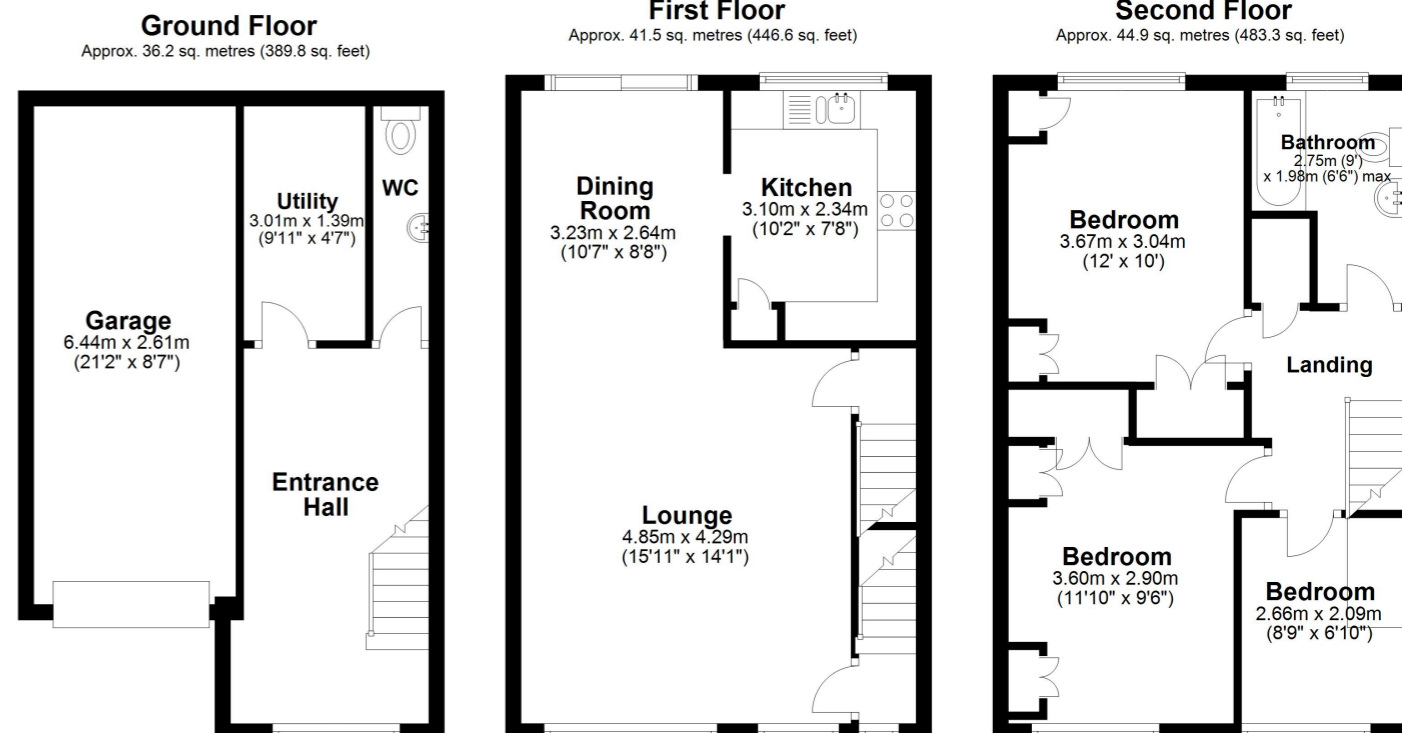 Ground Floor
Approx. 36.2 sq. metres (389.8 sq. feet)
Garage
6.44m x 2.61m
(21'2" x 8'7")
Utility
3.01m x 1.39m
(9'11" x 4'7")
WC
Entrance
Hall
First Floor
Approx. 41.5 sq. metres (446.6 sq. feet)
Dining
Room
3.23m x 2.64m
(10'7" x 8'8")
Kitchen
3.10m x 2.34m
(10'2" x 7'8")
Lounge
4.85m x 4.29m
(15'11" x 14'1")
Second Floor
Approx. 44.9 sq. metres (483.3 sq. feet)
Bedroom
3.67m x 3.04m
(12' x 10')
Bathroom
2.75m (9')
x 1.98m (6'6") max
Landing
Bedroom
3.60m x 2.90m
(11'10" x 9'6")
Bedroom
2.66m x 2.09m
(8'9" x 6'10")